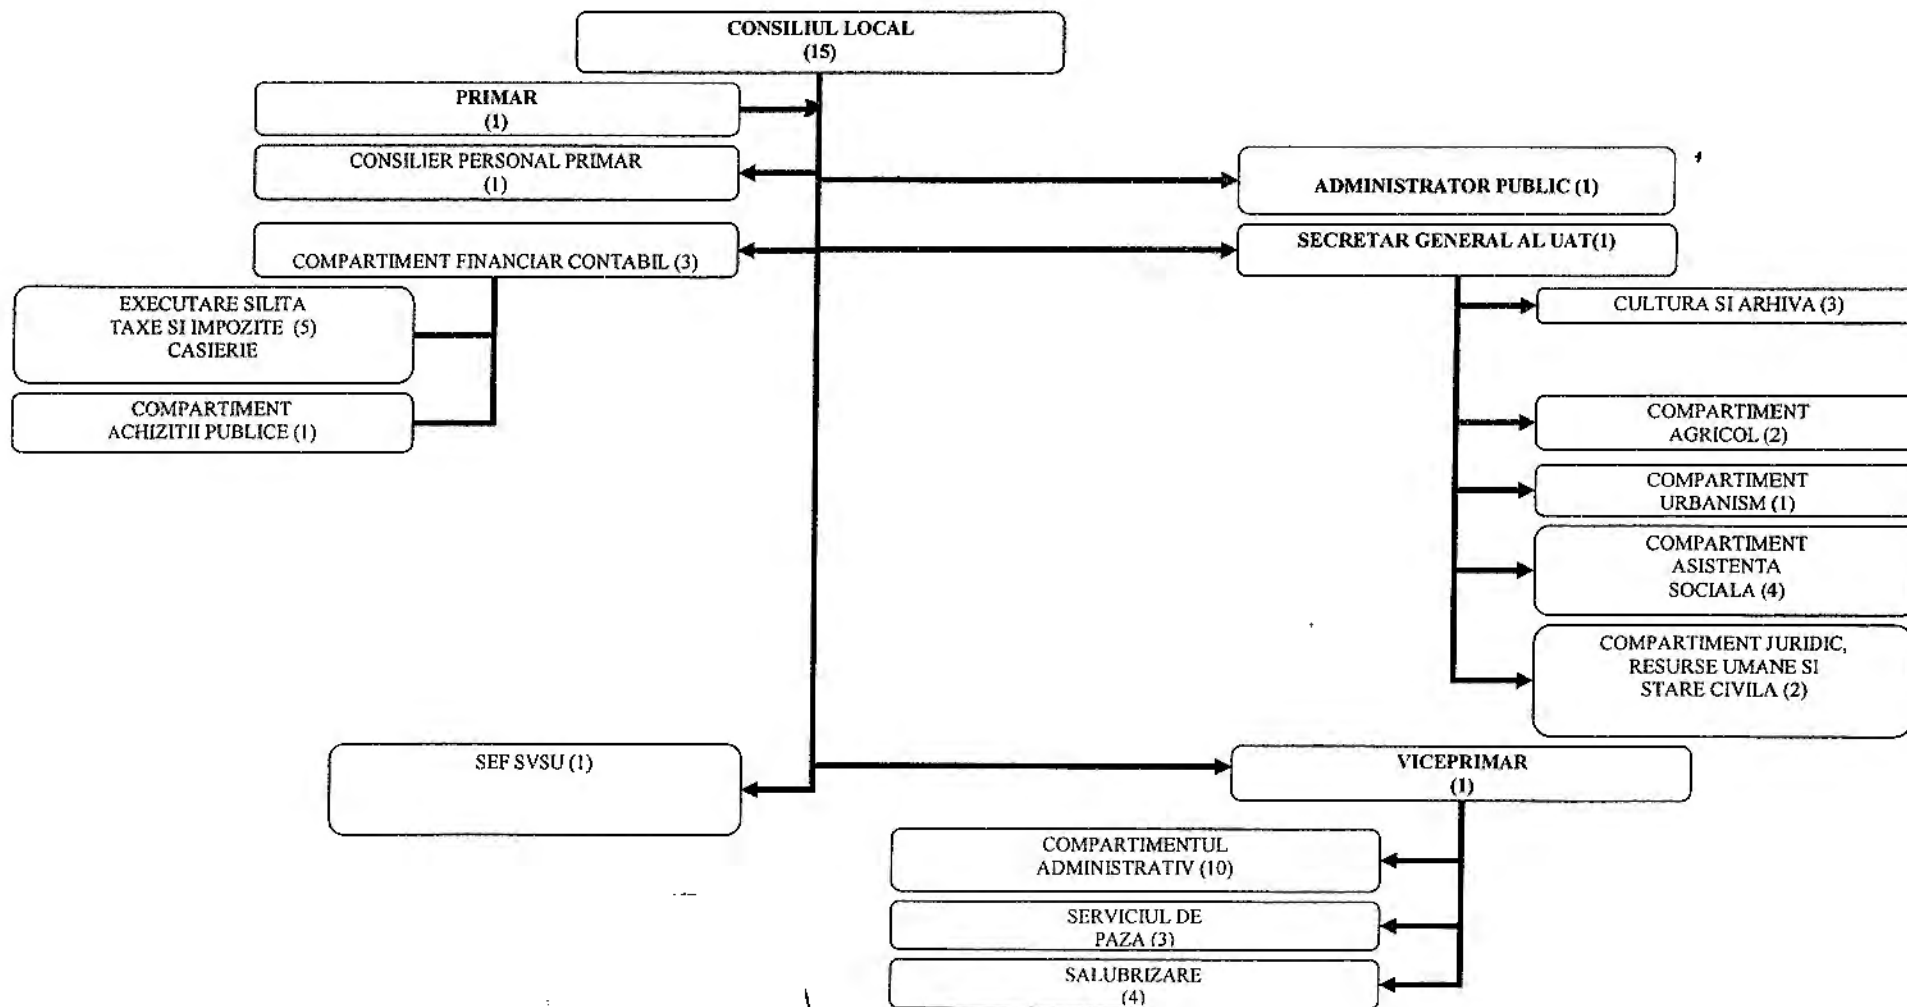 CONSILIUL LOCAL
(15)
PRIMAR
(1)
CONSILIER PERSONAL PRIMAR
(1)
ADMINISTRATOR PUBLIC (1)
COMPARTIMENT FINANCIAR CONTABIL (3)
SECRETAR GENERAL AL UAT(1)
EXECUTARE SILITA
TAXE SI IMPOZITE (5)
CASIERIE
COMPARTIMENT
ACHIZITII PUBLICE (1)
CULTURA SI ARHIVA (3)
COMPARTIMENT
AGRICOL (2)
COMPARTIMENT
URBANISM (1)
COMPARTIMENT
ASISTENTA
SOCIALA (4)
COMPARTIMENT JURIDIC,
RESURSE UMANE SI
STARE CIVILA (2)
SEF SVSU (1)
VICEPRIMAR
(1)
COMPARTIMENTUL
ADMINISTRATIV (10)
SERVICIUL DE
PAZA (3)
SALUBRIZARE
(4)